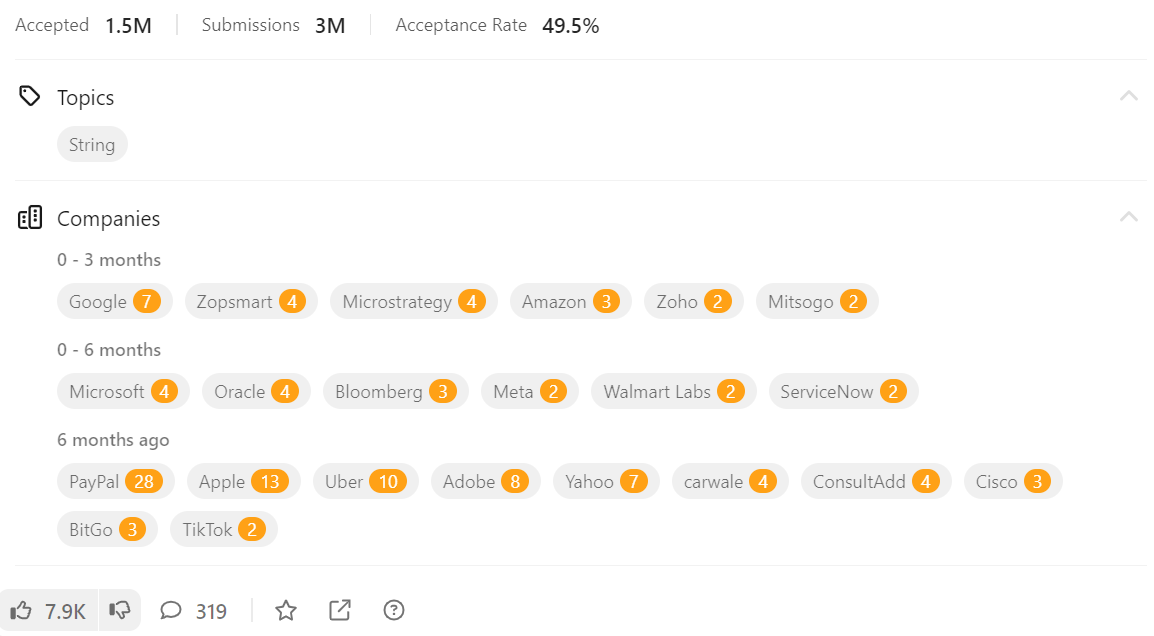 Accepted 1.5M Submissions 3M Acceptance Rate 49.5%
Topics
String
Companies
0 - 3 months
Google 7 Zopsmart 4 Microstrategy 4 Amazon 3 Zoho 2 Mitsogo 2
0 - 6 months
Microsoft 4 Oracle 4 Bloomberg 3 Meta 2 Walmart Labs 2 ServiceNow 2
6 months ago
PayPal 28 Apple 13 Uber 10 Adobe 8 Yahoo 7 carwale 4 ConsultAdd 4 Cisco 3
BitGo 3 TikTok 2
7.9K 319